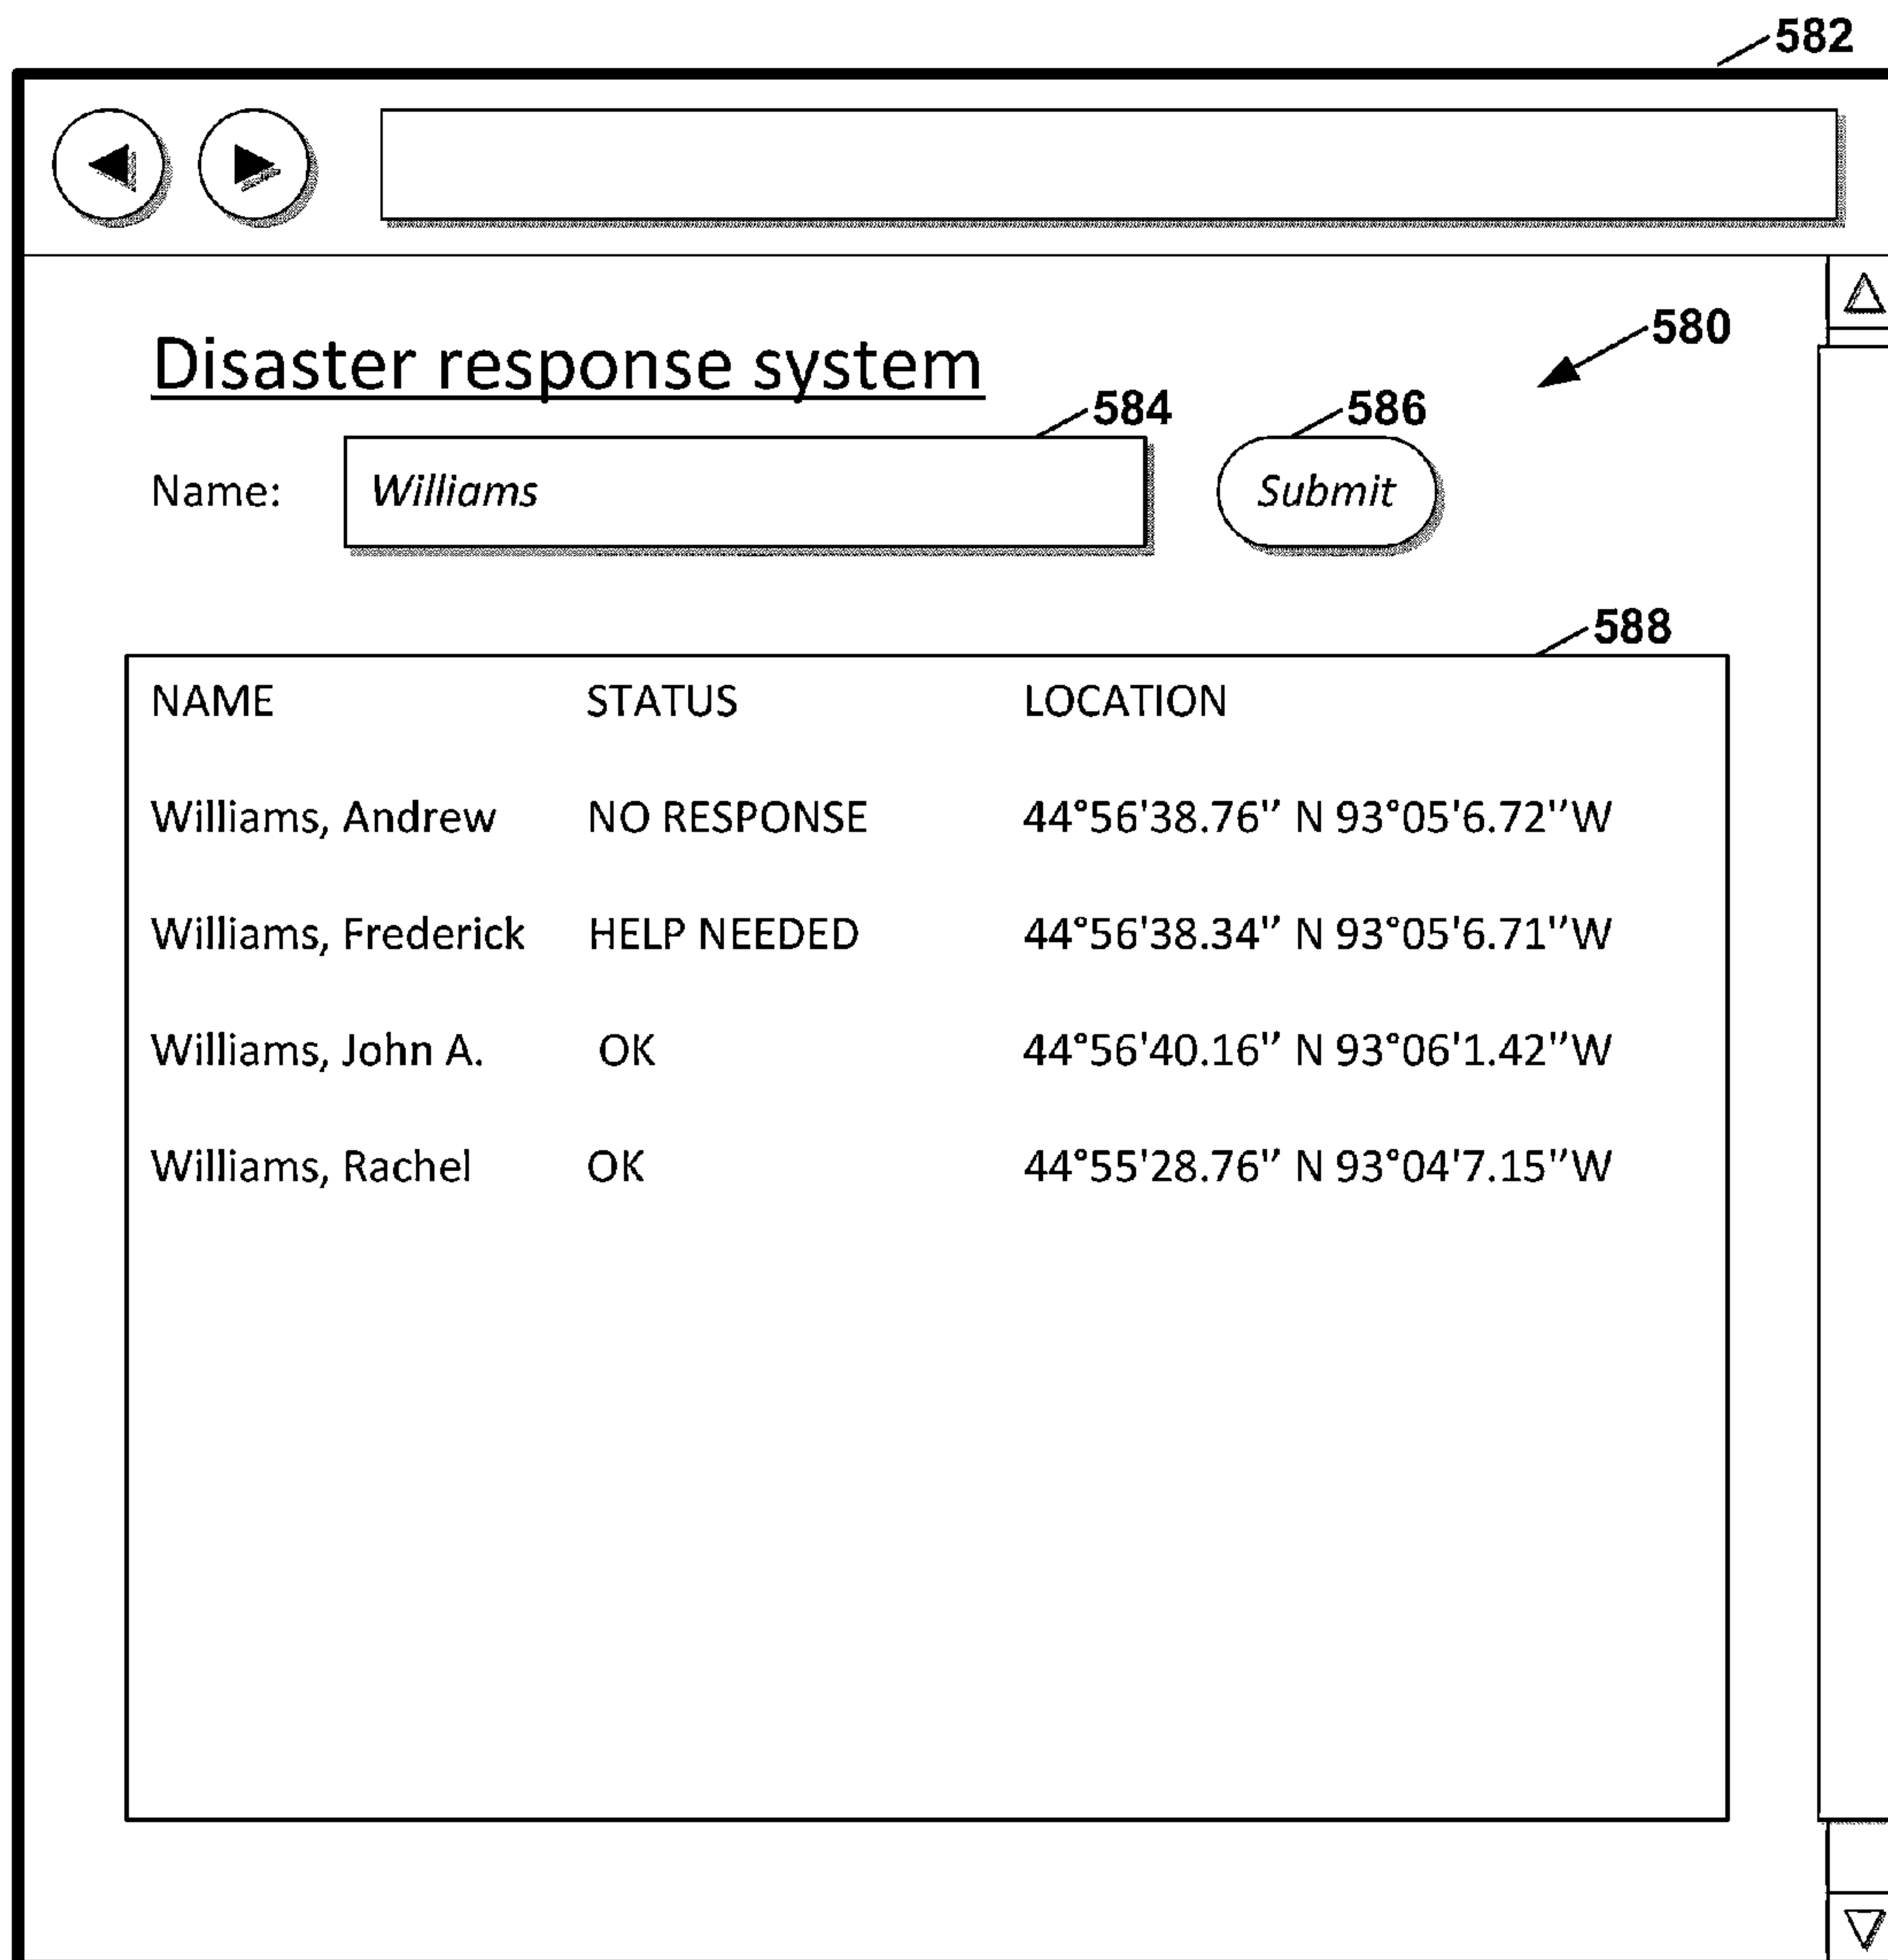 582
580
Disaster response system
584
586
Name: Williams Submit
588
NAME STATUS LOCATION
Williams, Andrew NO RESPONSE 44°56'38.76'' N 93°05'6.72''W
Williams, Frederick HELP NEEDED 44°56'38.34'' N 93°05'6.71''W
Williams, John A. OK 44°56'40.16'' N 93°06'1.42''W
Williams, Rachel OK 44°55'28.76'' N 93°04'7.15''W